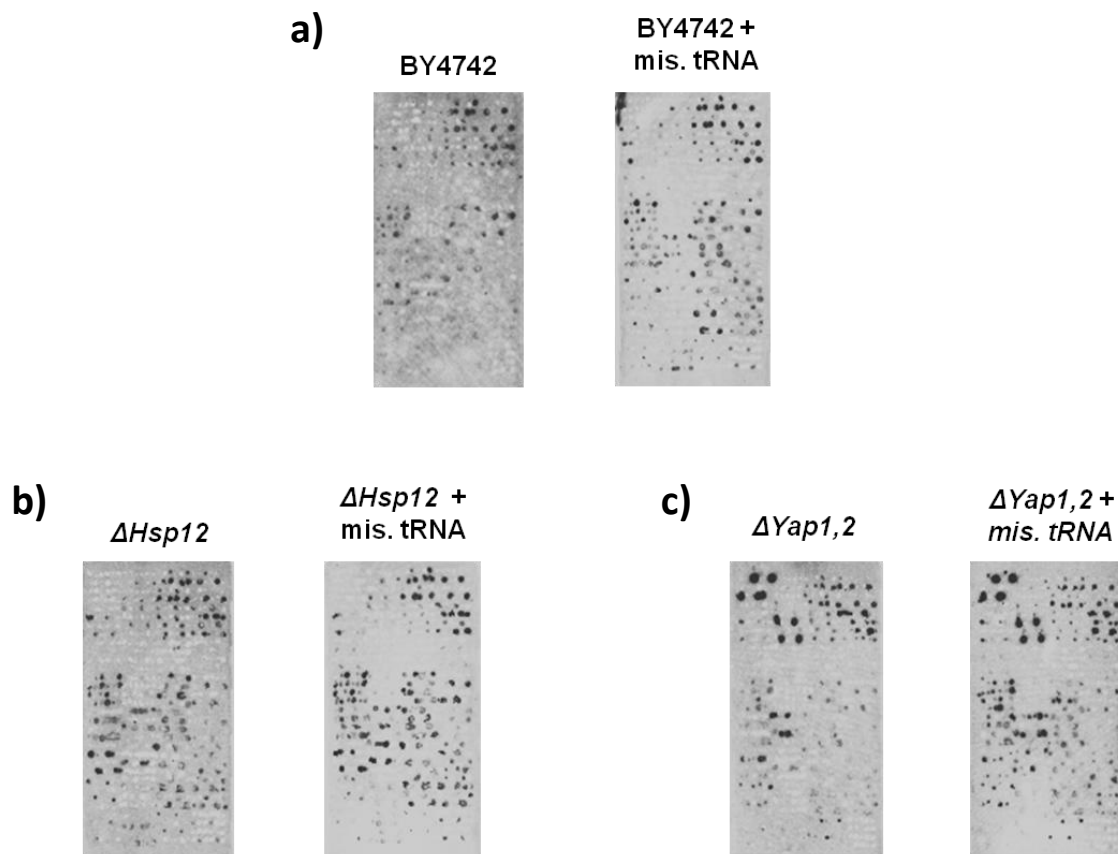 a)
BY4742
BY4742 +
mis. tRNA
b)
ΔHsp12
ΔHsp12 +
mis. tRNA
c)
ΔYap1,2
ΔYap1,2 +
mis. tRNA